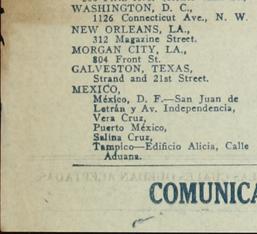 WASHINGTON, D. C.,
1126 Connecticut Ave., N. W.
NEW ORLEANS, LA.,
312 Magazine Street.
MORGAN CITY, LA.,
804 Front St.
GALVESTON, TEXAS,
Strand and 21st Street.
MEXICO,
México, D. F.—San Juan de
Letrán y Av. Independencia,
Vera Cruz,
Puerto México,
Salina Cruz,
Tampico—Edificio Alicia, Calle
Aduana.
COMUNICA